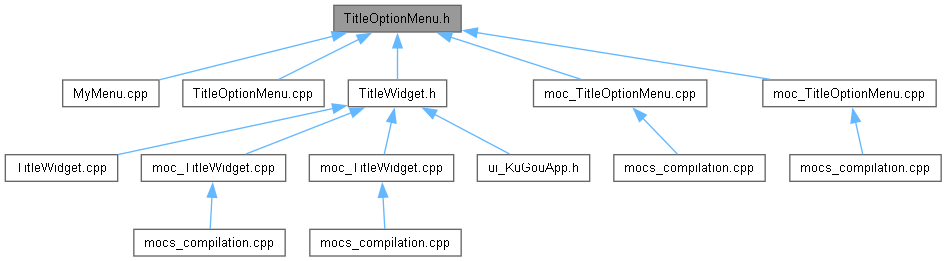 TitleOptionMenu.h
MyMenu.cpp
TitleOptionMenu.cpp
TitleWidget.h
moc_TitleOptionMenu.cpp
moc_TitleOptionMenu.cpp
TitleWidget.cpp
moc_TitleWidget.cpp
moc_TitleWidget.cpp
ui_KuGouApp.h
mocs_compilation.cpp
mocs_compilation.cpp
mocs_compilation.cpp
mocs_compilation.cpp